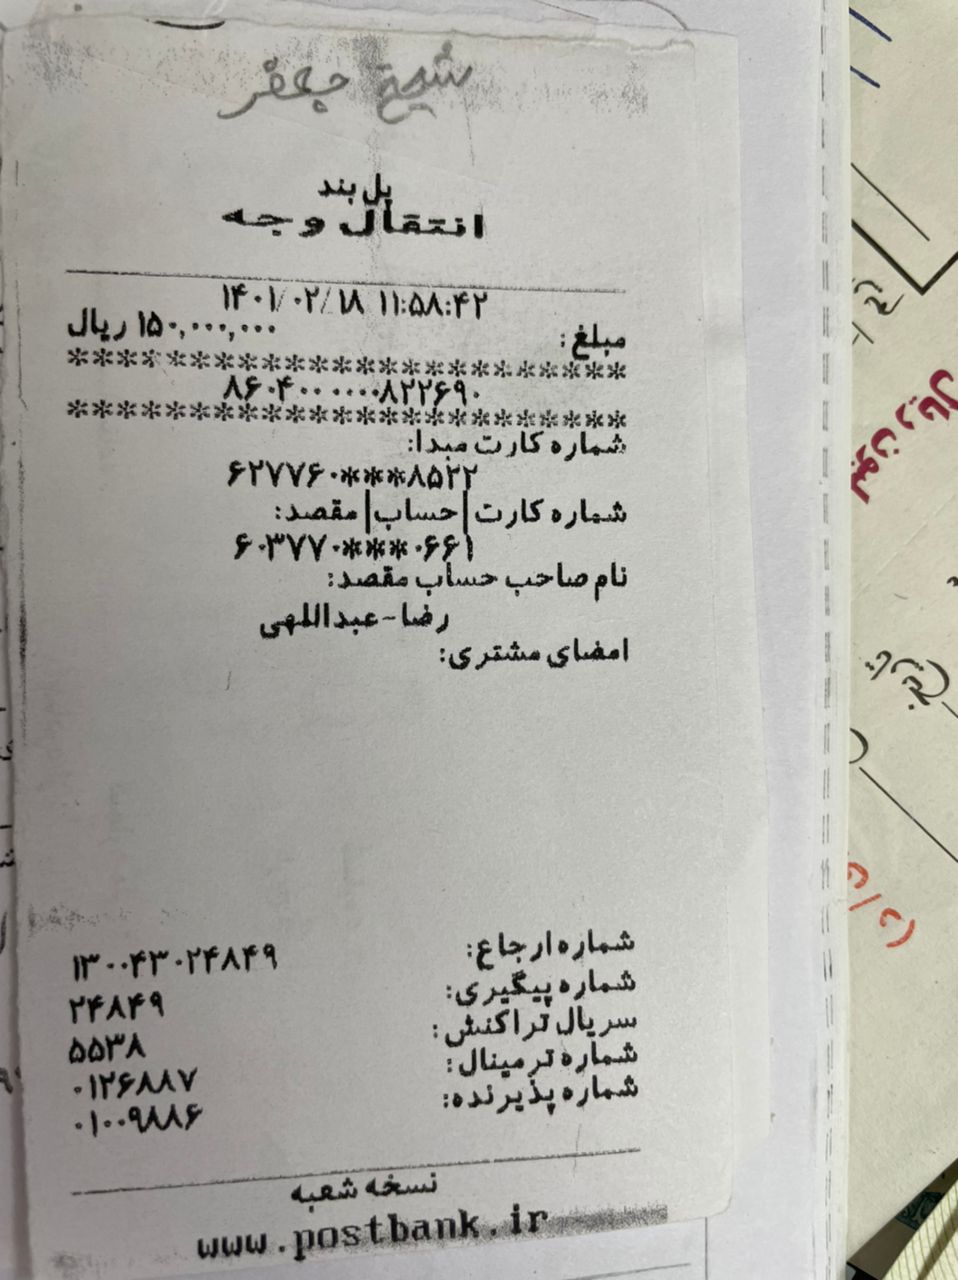 شیخ جعفر
پل بند
انتقال وجه
۱۴۰۱/۰۲/۱۸ ۱۱:۵۸:۴۲
مبلغ: ۱۵۰,۰۰۰,۰۰۰ ریال
************************
۸۶۰۴۰۰۰۰۰۰۰۸۲۲۶۹۰
************************
شماره کارت مبدا:
۶۲۷۷۶۰***۸۵۲۲
شماره کارت|حساب|مقصد:
۶۰۳۷۷۰***۰۶۶۱
نام صاحب حساب مقصد:
رضا-عبداللهی
امضای مشتری:
شماره ارجاع: ۱۳۰۰۴۳۰۲۴۸۴۹
شماره پیگیری: ۲۴۸۴۹
سریال تراکنش: ۵۵۳۸
شماره ترمینال: ۰۱۲۶۸۸۷
شماره پذیرنده: ۰۱۰۰۹۸۸۶
نسخه شعبه
www.postbank.ir
ریال